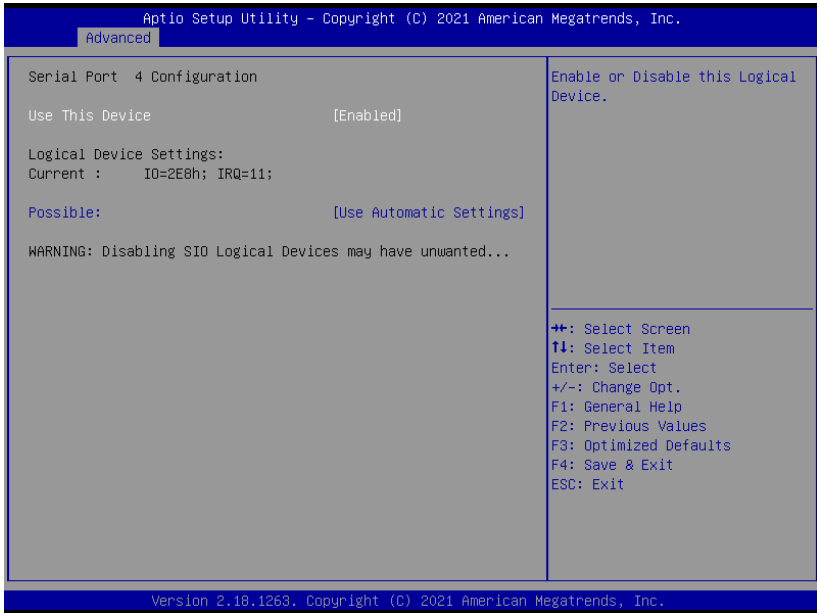 Aptio Setup Utility – Copyright (C) 2021 American Megatrends, Inc.
Advanced
Serial Port 4 Configuration
Use This Device [Enabled]
Logical Device Settings:
Current : IO=2E8h; IRQ=11;
Possible: [Use Automatic Settings]
WARNING: Disabling SIO Logical Devices may have unwanted...
Enable or Disable this Logical
Device.
→←: Select Screen
↑↓: Select Item
Enter: Select
+/-: Change Opt.
F1: General Help
F2: Previous Values
F3: Optimized Defaults
F4: Save & Exit
ESC: Exit
Version 2.18.1263. Copyright (C) 2021 American Megatrends, Inc.